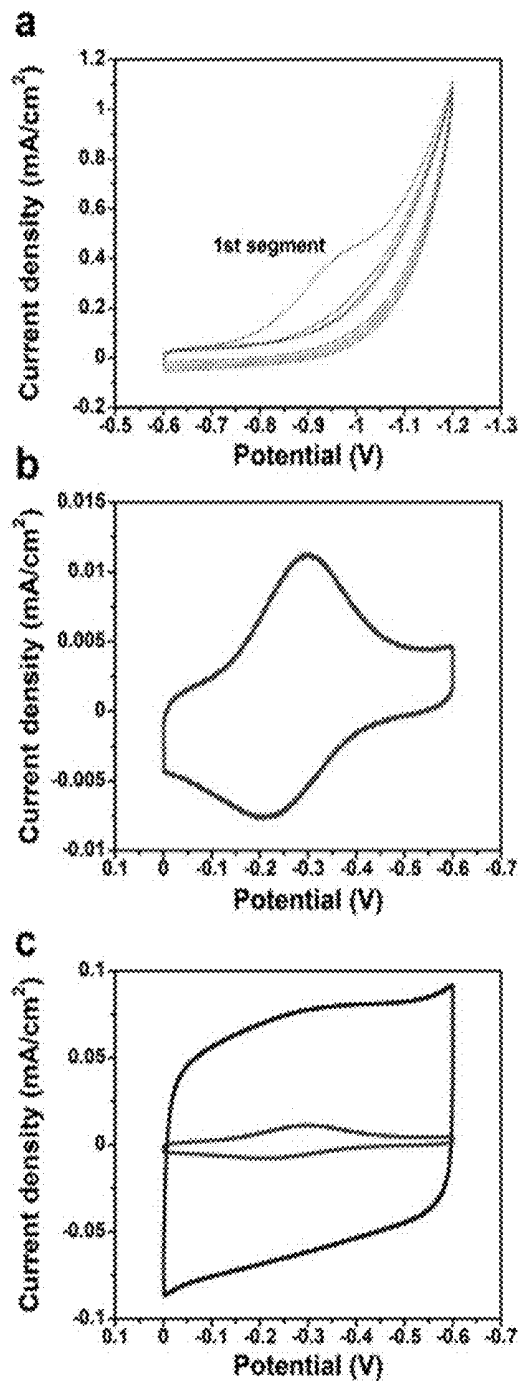 a
Current density (mA/cm²)
1.2
1
0.8
0.6
0.4
0.2
0
-0.2
1st segment
-0.5 -0.6 -0.7 -0.8 -0.9 -1 -1.1 -1.2 -1.3
Potential (V)
b
Current density (mA/cm²)
0.015
0.01
0.005
0
-0.005
-0.01
0.1 0 -0.1 -0.2 -0.3 -0.4 -0.5 -0.6 -0.7
Potential (V)
c
Current density (mA/cm²)
0.1
0.05
0
-0.05
-0.1
0.1 0 -0.1 -0.2 -0.3 -0.4 -0.5 -0.6 -0.7
Potential (V)